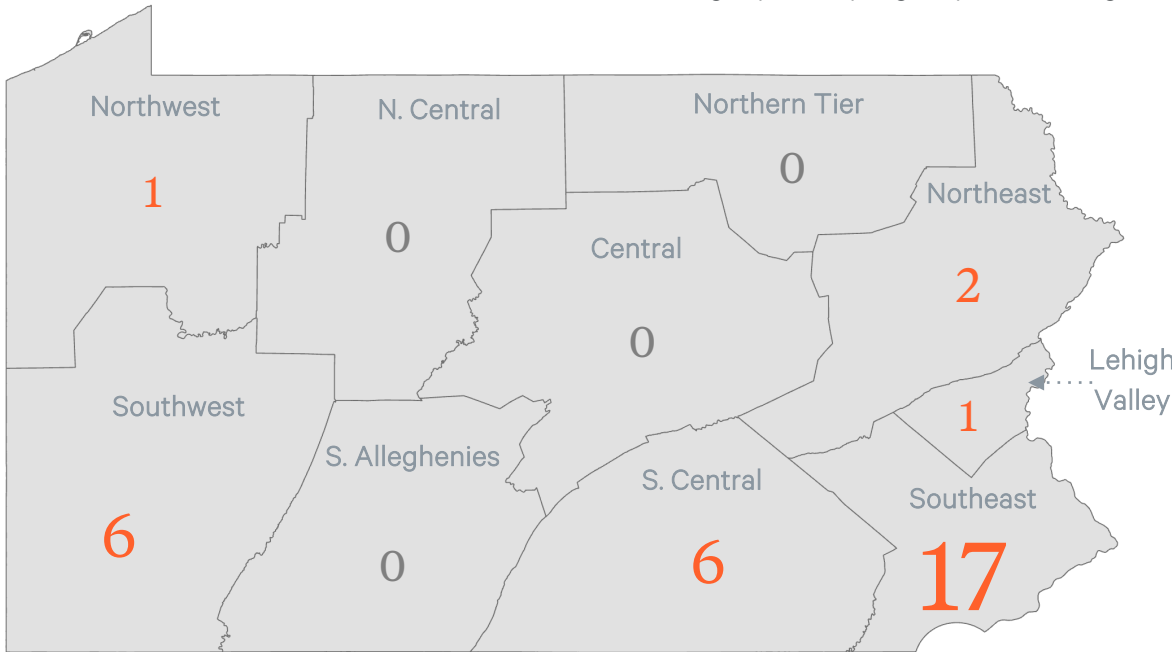 Northwest
1
N. Central
0
Northern Tier
0
Northeast
2
Central
0
Lehigh
Valley
1
Southwest
6
S. Alleghenies
0
S. Central
6
Southeast
17